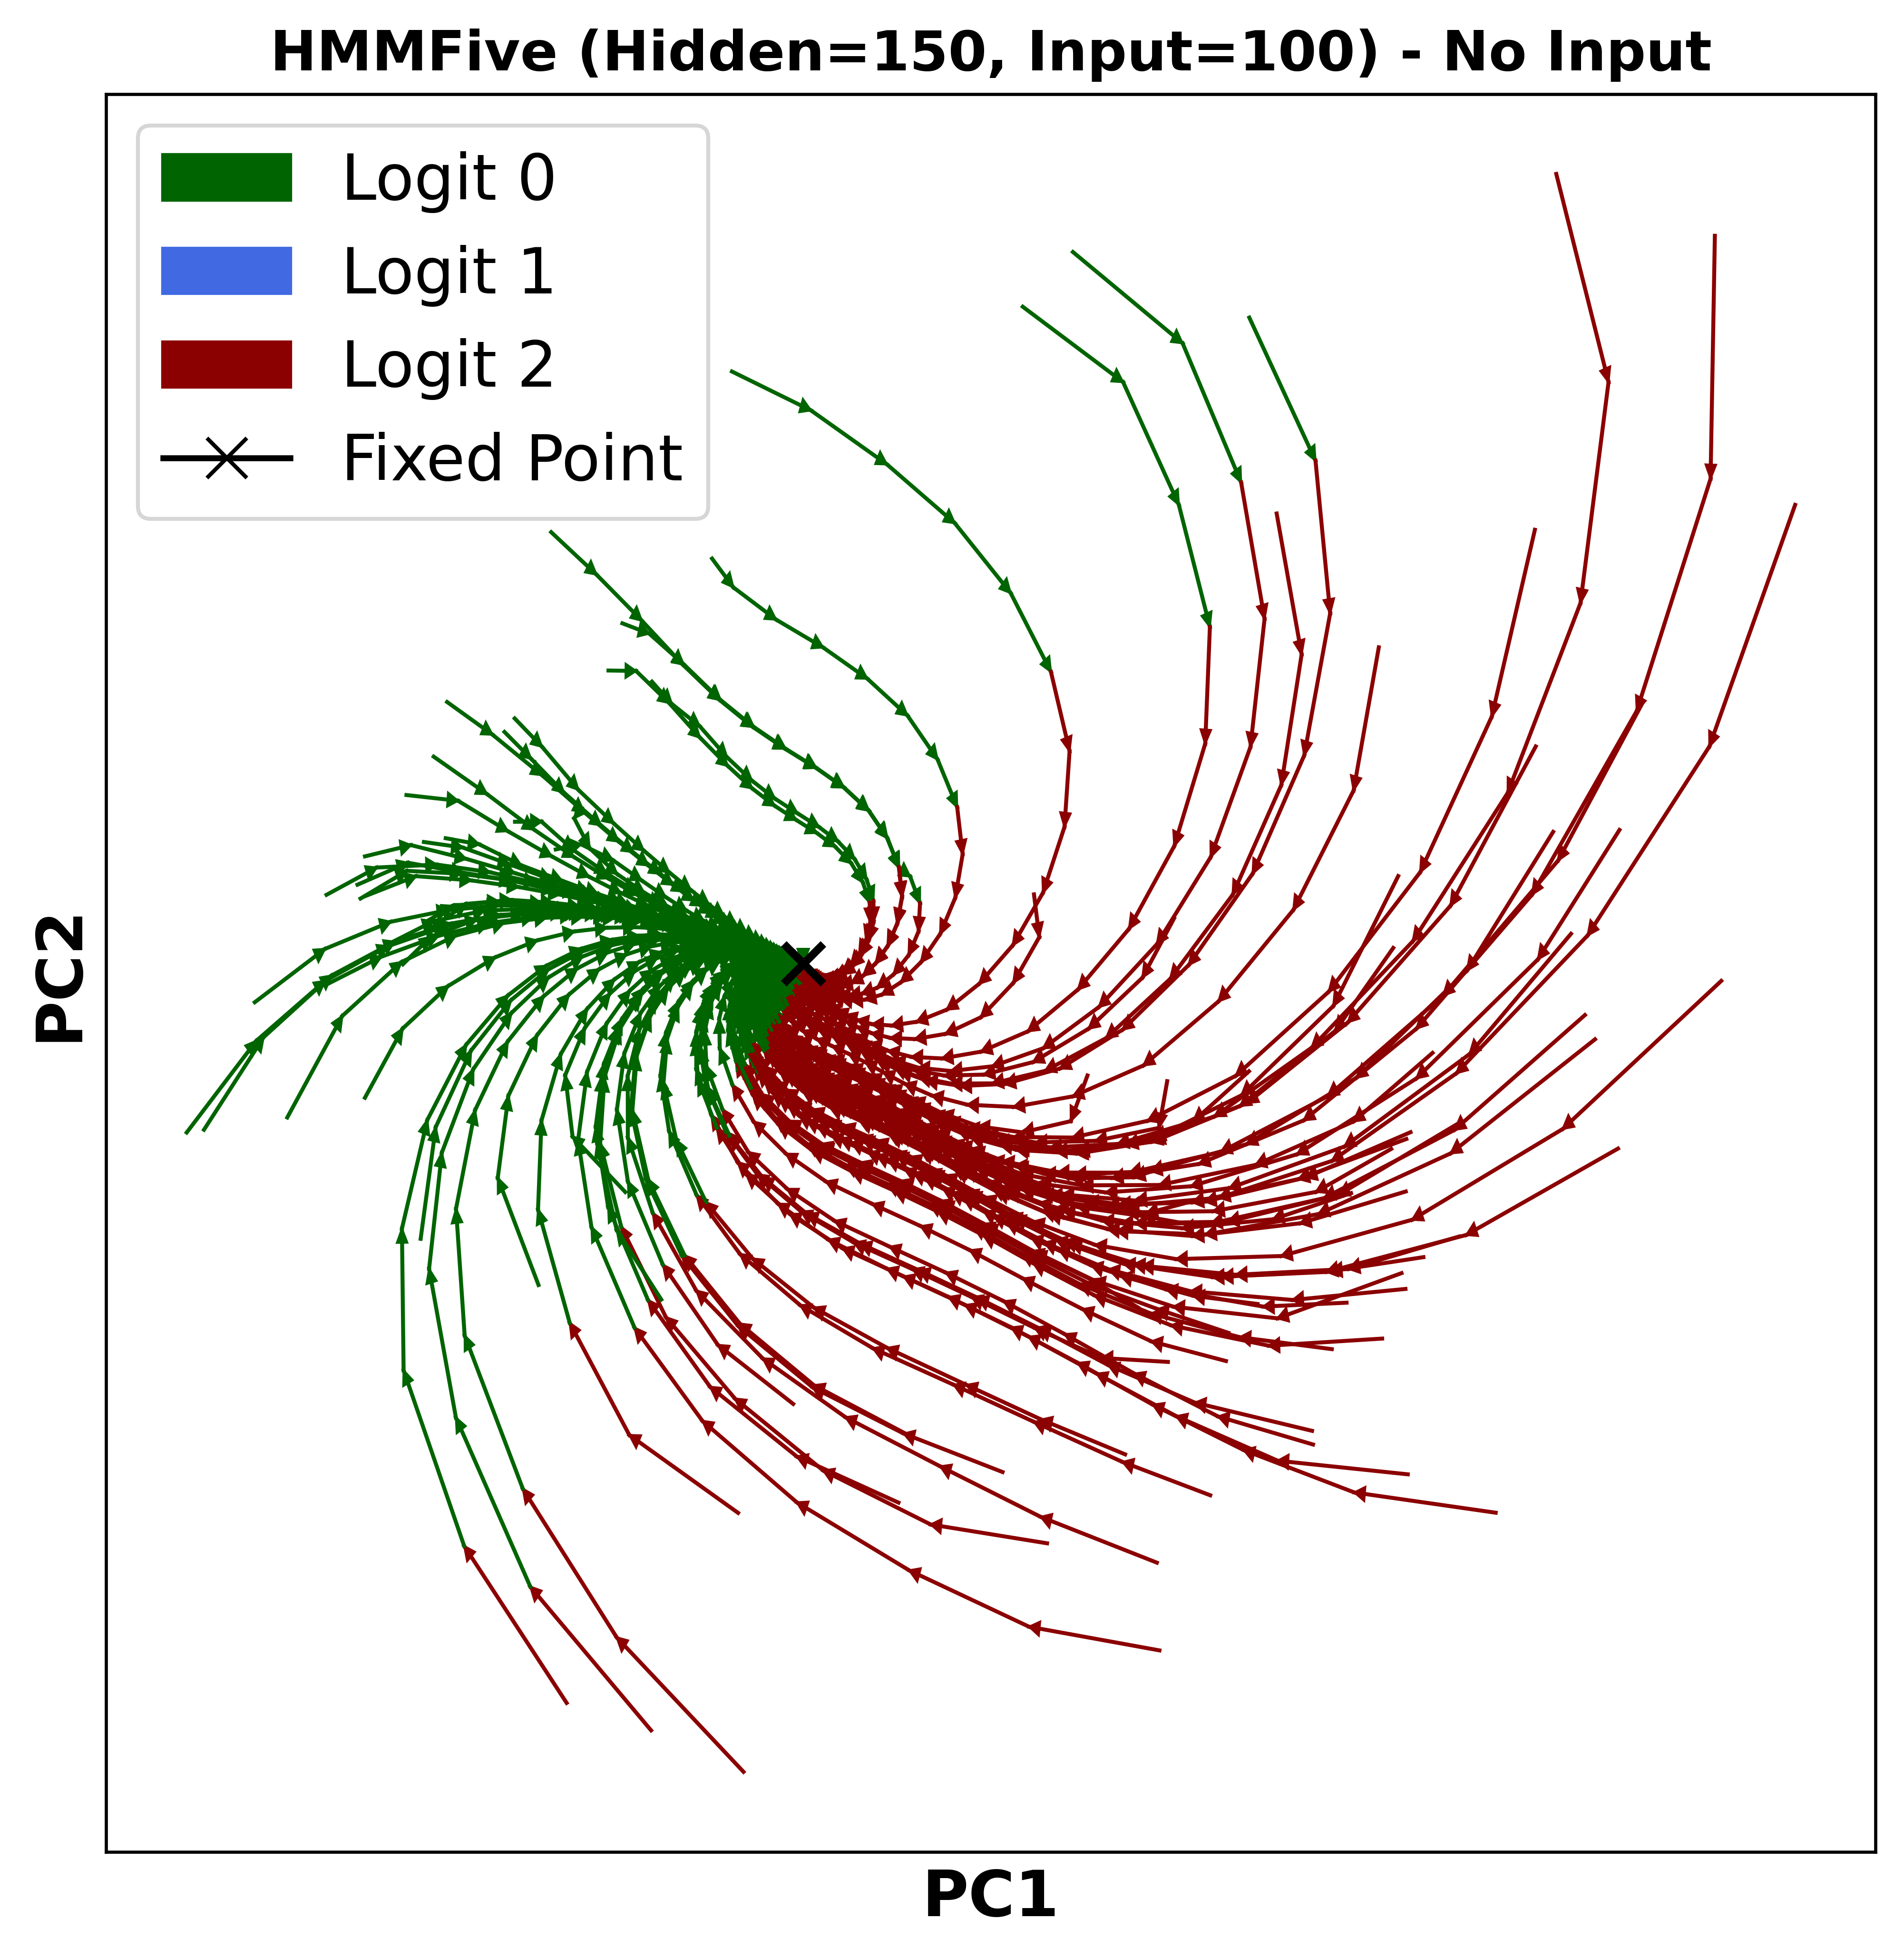 HMMFive (Hidden=150, Input=100) - No Input
Logit 0
Logit 1
Logit 2
Fixed Point
PC2
PC1